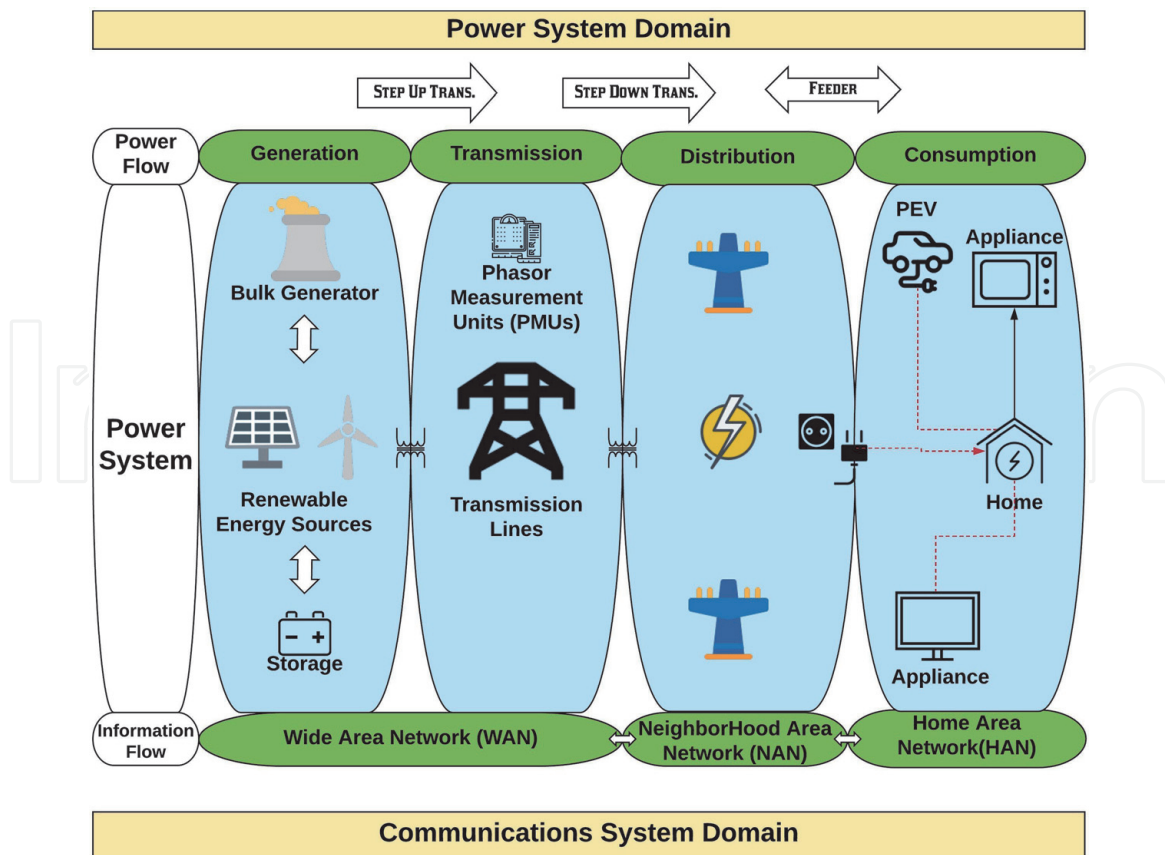 Power System Domain
STEP UP TRANS.
STEP DOWN TRANS.
FEEDER
Power
Flow
Generation
Transmission
Distribution
Consumption
Power
System
Bulk Generator
Renewable
Energy Sources
Storage
Phasor
Measurement
Units (PMUs)
Transmission
Lines
PEV
Appliance
Home
Appliance
Information
Flow
Wide Area Network (WAN)
NeighborHood Area
Network (NAN)
Home Area
Network(HAN)
Communications System Domain